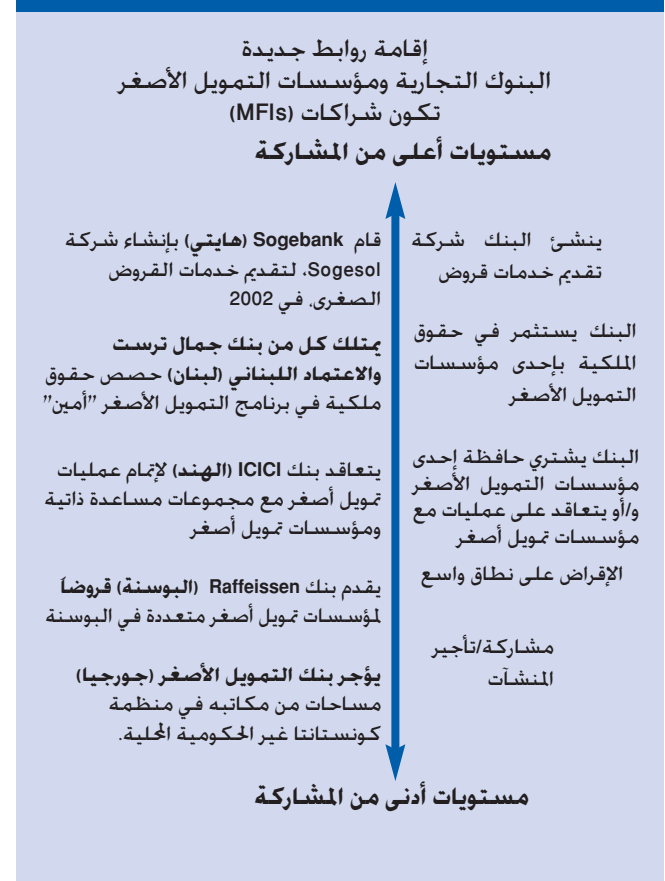 إقامة روابط جديدة
البنوك التجارية ومؤسسات التمويل الأصغر
تكون شراكات (MFIs)
مستويات أعلى من المشاركة
ينشئ البنك شركة
تقديم خدمات قروض
قام Sogebank (هايتي) بإنشاء شركة
Sogesol، لتقديم خدمات القروض
الصغرى، في 2002
البنك يستثمر في حقوق
الملكية بإحدى مؤسسات
التمويل الأصغر
يمتلك كل من بنك جمال ترست
والاعتماد اللبناني (لبنان) حصص حقوق
ملكية في برنامج التمويل الأصغر "أمين"
البنك يشتري حافظة إحدى
مؤسسات التمويل الأصغر
و/أو يتعاقد على عمليات مع
مؤسسات تمويل أصغر
يتعاقد بنك ICICI (الهند) لإتمام عمليات
تمويل أصغر مع مجموعات مساعدة ذاتية
ومؤسسات تمويل أصغر
الإقراض على نطاق واسع
يقدم بنك Raffeissen (البوسنة) قروضاً
لمؤسسات تمويل أصغر متعددة في البوسنة
مشاركة/تأجير
المنشآت
يؤجر بنك التمويل الأصغر (جورجيا)
مساحات من مكاتبه في منظمة
كونستانتا غير الحكومية المحلية.
مستويات أدنى من المشاركة